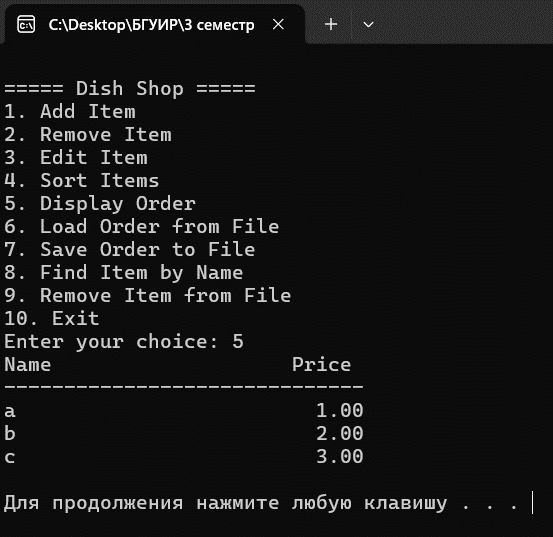 C:\Desktop\БГУИР\3 семестр
===== Dish Shop =====
1. Add Item
2. Remove Item
3. Edit Item
4. Sort Items
5. Display Order
6. Load Order from File
7. Save Order to File
8. Find Item by Name
9. Remove Item from File
10. Exit
Enter your choice: 5
Name                    Price
------------------------------
a                         1.00
b                         2.00
c                         3.00
Для продолжения нажмите любую клавишу . . .